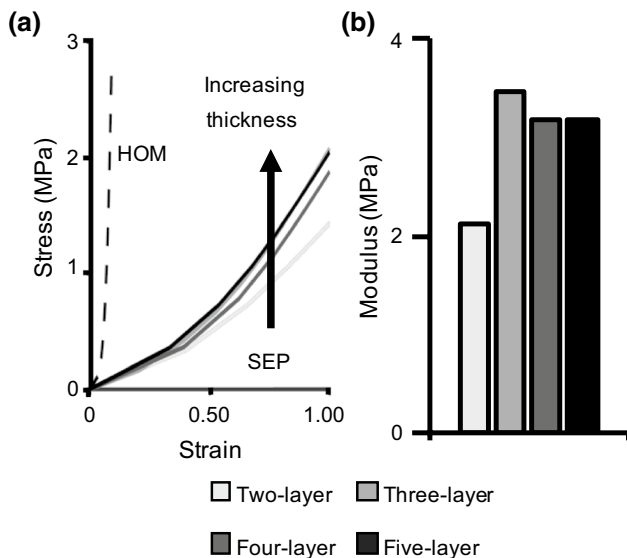 (a)
3
2
1
0
Stress (MPa)
HOM
Increasing
thickness
SEP
0
0.50
1.00
Strain
(b)
4
2
0
Modulus (MPa)
Two-layer
Three-layer
Four-layer
Five-layer